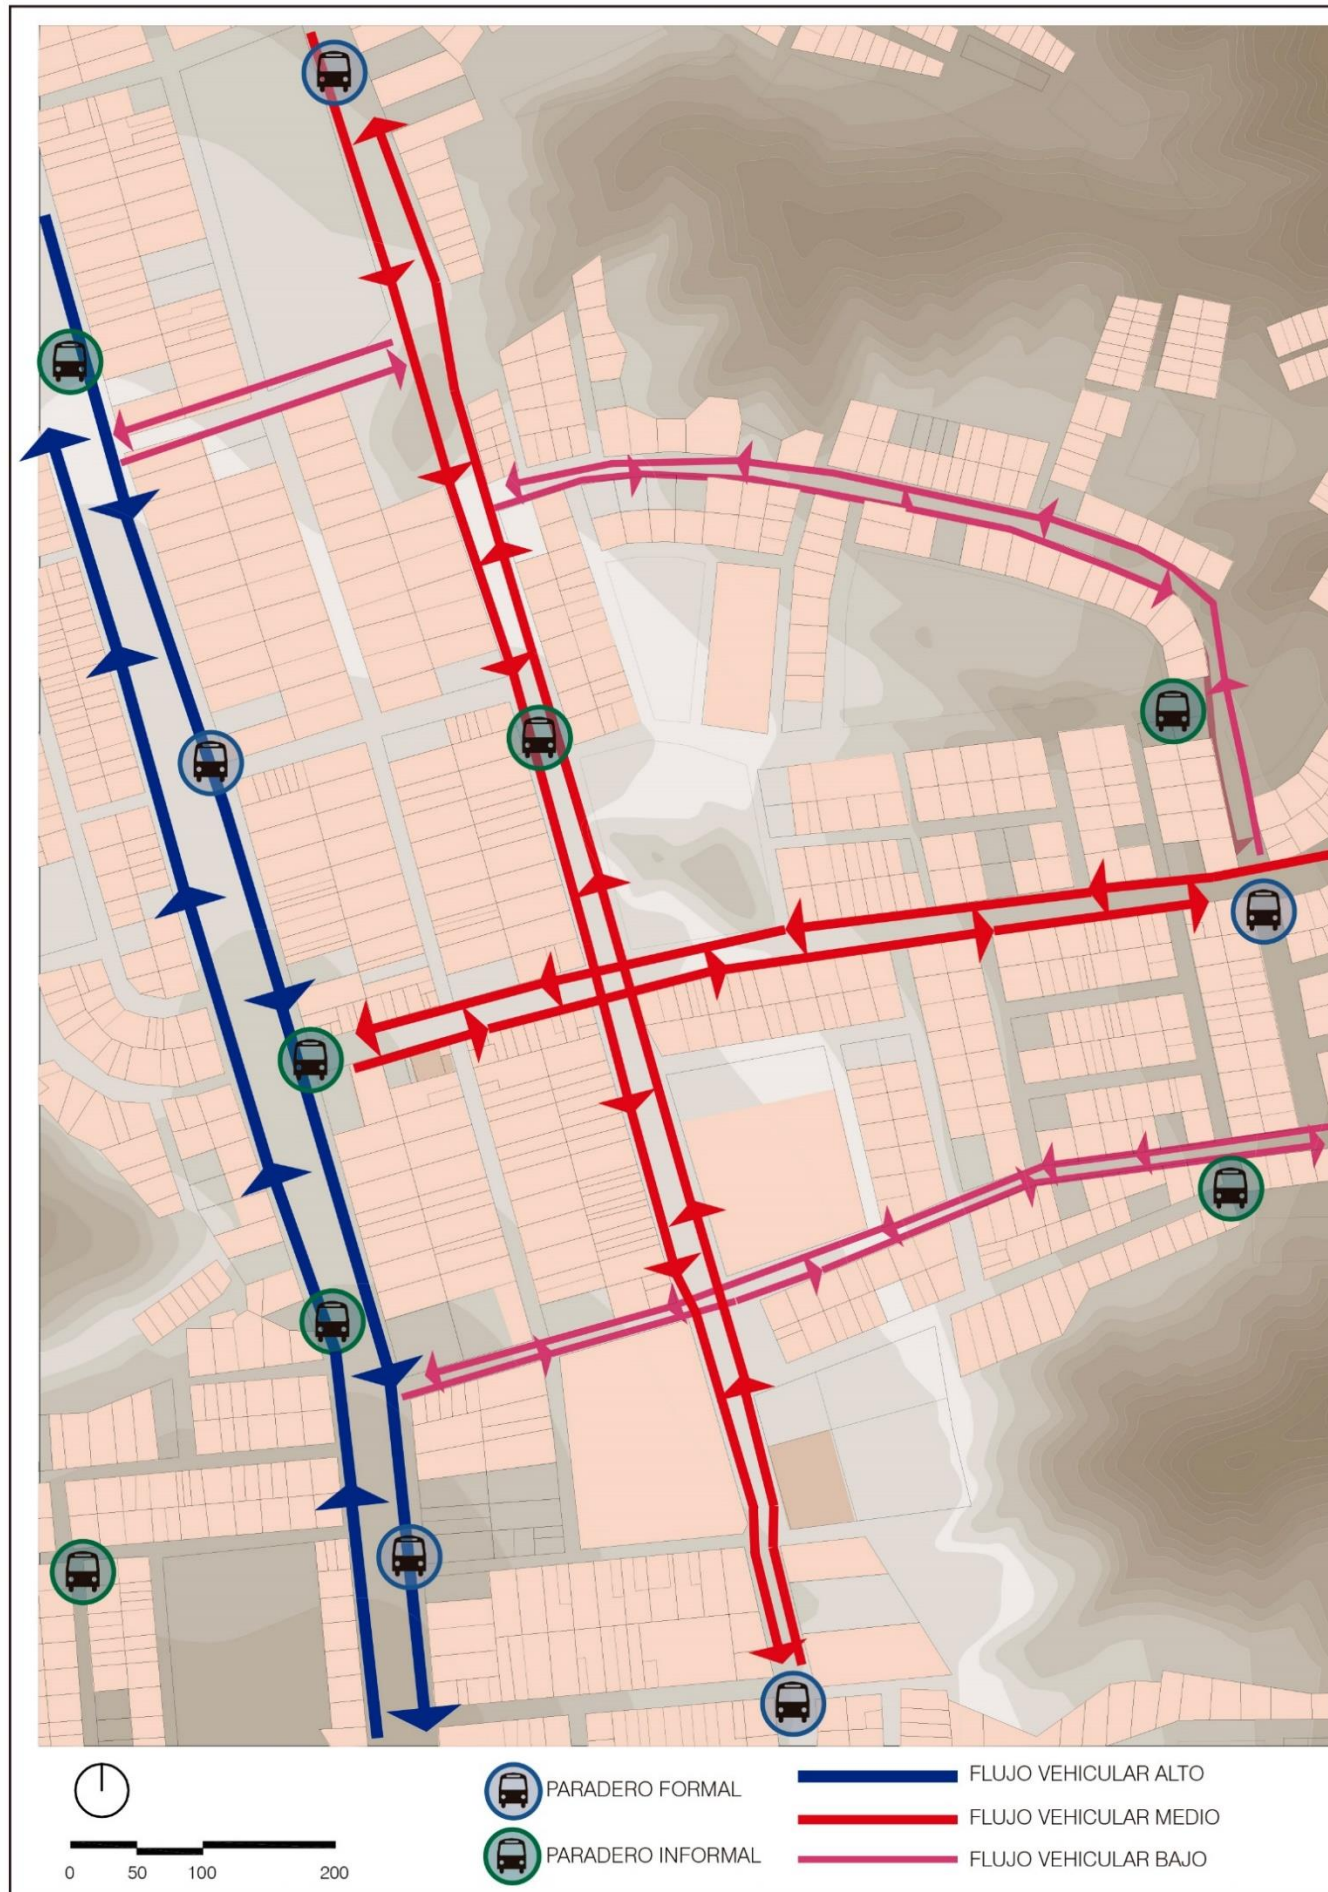 PARADERO FORMAL
PARADERO INFORMAL
FLUJO VEHICULAR ALTO
FLUJO VEHICULAR MEDIO
FLUJO VEHICULAR BAJO
0 50 100 200